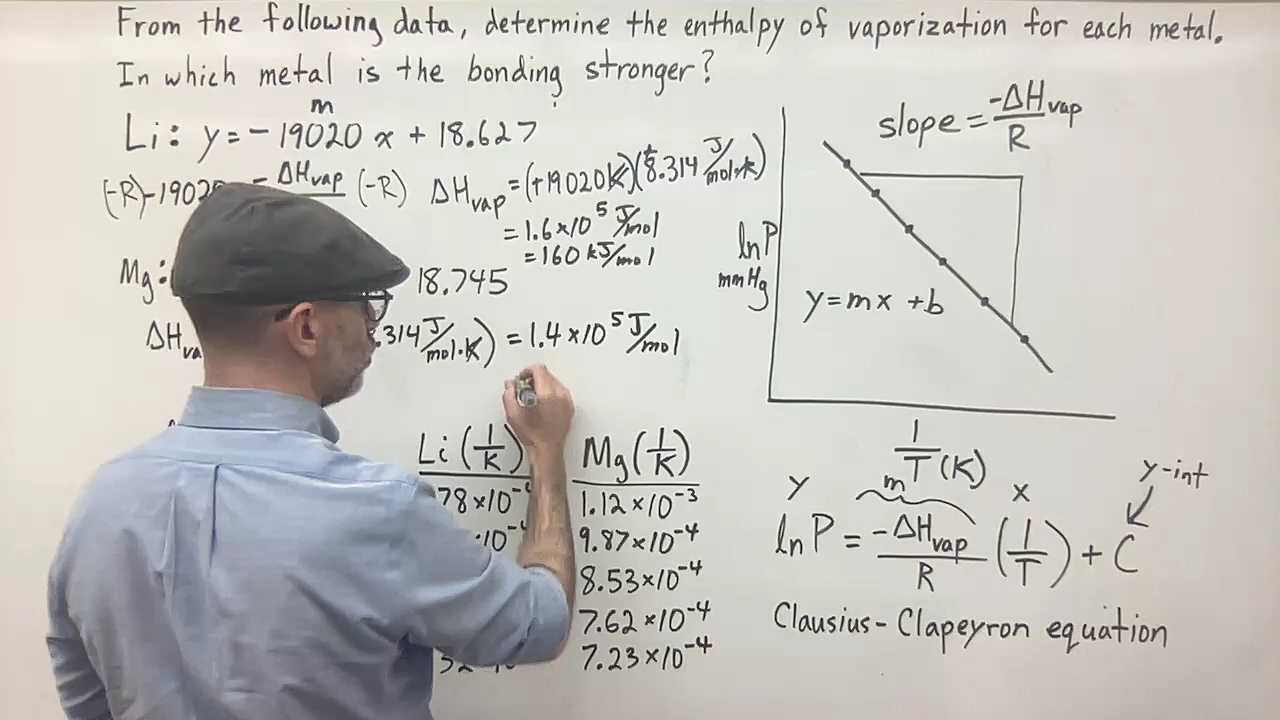 From the following data, determine the enthalpy of vaporization for each metal.
In which metal is the bonding stronger?
m
Li: y = -19020 x + 18.627
(-R) -1902 = -ΔHvap (-R)
ΔHvap = (+19020K)(8.314 J/mol·K)
= 1.6×10⁵ J/mol
= 160 kJ/mol
Mg: 18.745
.314 J/mol·K) = 1.4×10⁵ J/mol
Li (1/K) Mg (1/K)
78×10⁻ 1.12×10⁻³
10⁻ 9.87×10⁻⁴
8.53×10⁻⁴
7.62×10⁻⁴
7.23×10⁻⁴
slope = -ΔHvap/R
ln P
mmHg
y = mx + b
1/T (K)
y m x y-int
ln P = -ΔHvap/R (1/T) + C
Clausius-Clapeyron equation